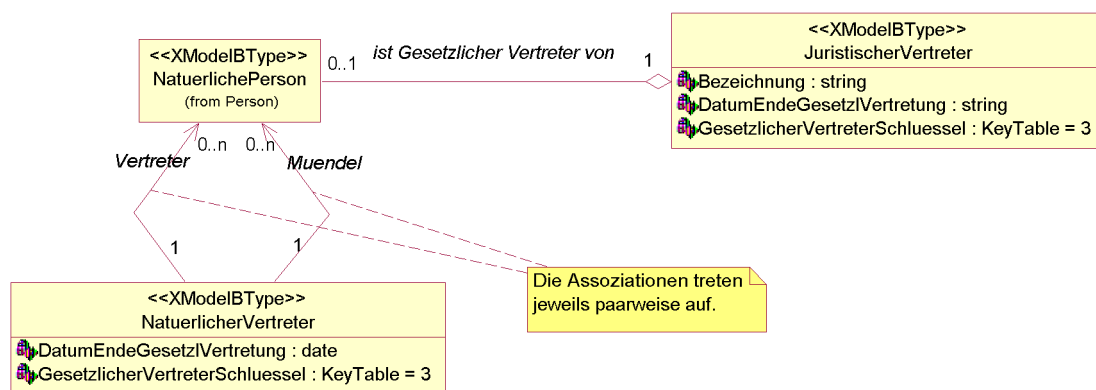 <<XModelBType>>
NatuerlichePerson
(from Person)
0..1
ist Gesetzlicher Vertreter von
1
<<XModelBType>>
JuristischerVertreter
Bezeichnung : string
DatumEndeGesetzlVertretung : string
GesetzlicherVertreterSchluessel : KeyTable = 3
0..n
0..n
Vertreter
Muendel
1
1
Die Assoziationen treten
jeweils paarweise auf.
<<XModelBType>>
NatuerlicherVertreter
DatumEndeGesetzlVertretung : date
GesetzlicherVertreterSchluessel : KeyTable = 3